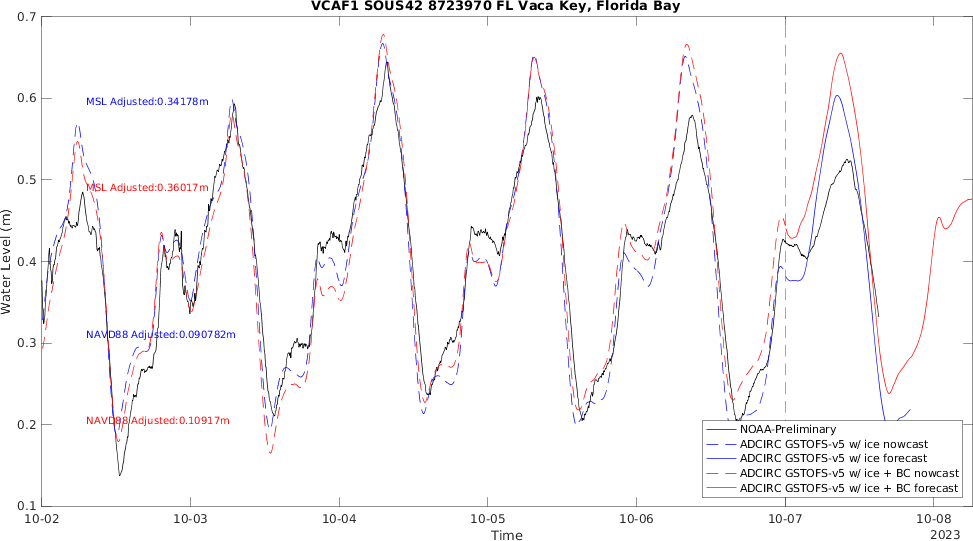 VCAF1 SOUS42 8723970 FL Vaca Key, Florida Bay
0.7
0.6
0.5
0.4
0.3
0.2
0.1
Water Level (m)
MSL Adjusted:0.34178m
MSL Adjusted:0.36017m
NAVD88 Adjusted:0.090782m
NAVD88 Adjusted:0.10917m
NOAA-Preliminary
ADCIRC GSTOFS-v5 w/ ice nowcast
ADCIRC GSTOFS-v5 w/ ice forecast
ADCIRC GSTOFS-v5 w/ ice + BC nowcast
ADCIRC GSTOFS-v5 w/ ice + BC forecast
10-02 10-03 10-04 10-05 10-06 10-07 10-08
Time
2023